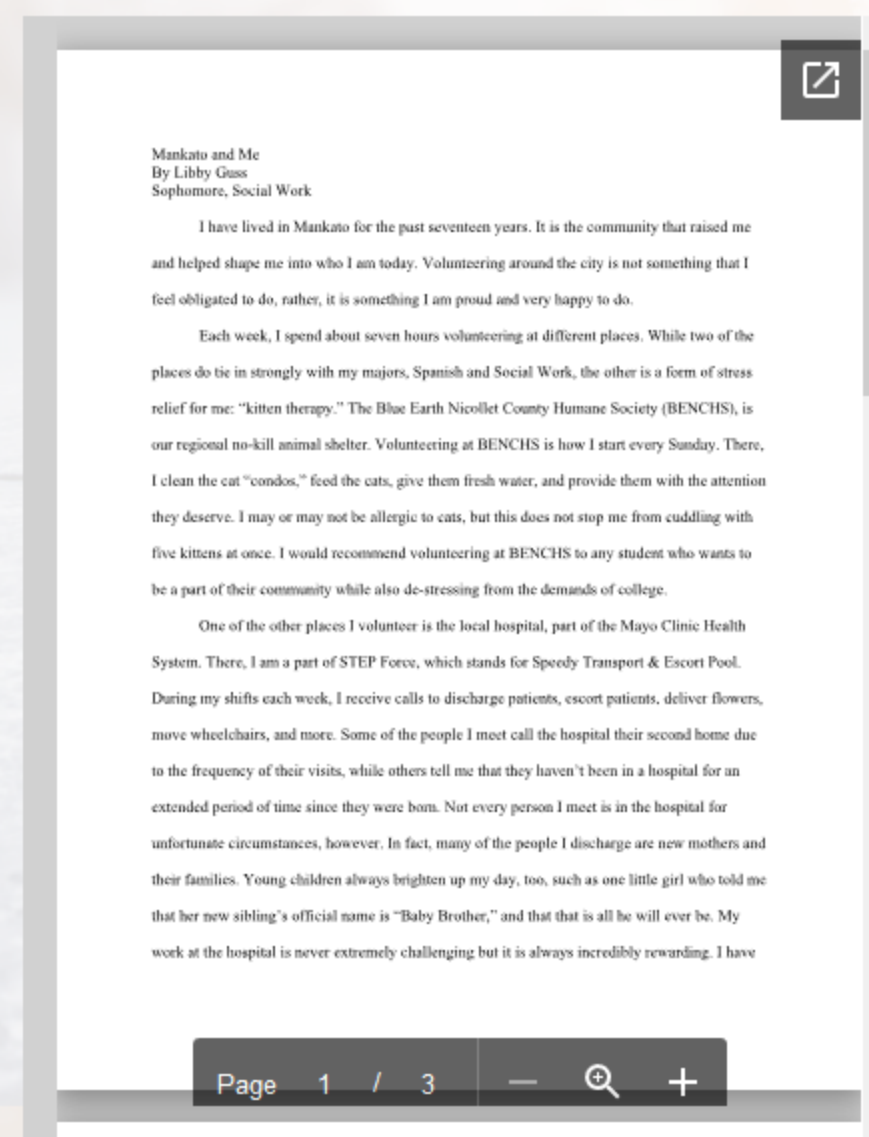 Mankato and Me
By Libby Guss
Sophomore, Social Work
I have lived in Mankato for the past seventeen years. It is the community that raised me
and helped shape me into who I am today. Volunteering around the city is not something that I
feel obligated to do, rather, it is something I am proud and very happy to do.
Each week, I spend about seven hours volunteering at different places. While two of the
places do tie in strongly with my majors, Spanish and Social Work, the other is a form of stress
relief for me: “kitten therapy.” The Blue Earth Nicollet County Humane Society (BENCHS), is
our regional no-kill animal shelter. Volunteering at BENCHS is how I start every Sunday. There,
I clean the cat “condos,” feed the cats, give them fresh water, and provide them with the attention
they deserve. I may or may not be allergic to cats, but this does not stop me from cuddling with
five kittens at once. I would recommend volunteering at BENCHS to any student who wants to
be a part of their community while also de-stressing from the demands of college.
One of the other places I volunteer is the local hospital, part of the Mayo Clinic Health
System. There, I am a part of STEP Force, which stands for Speedy Transport & Escort Pool.
During my shifts each week, I receive calls to discharge patients, escort patients, deliver flowers,
move wheelchairs, and more. Some of the people I meet call the hospital their second home due
to the frequency of their visits, while others tell me that they haven’t been in a hospital for an
extended period of time since they were born. Not every person I meet is in the hospital for
unfortunate circumstances, however. In fact, many of the people I discharge are new mothers and
their families. Young children always brighten up my day, too, such as one little girl who told me
that her new sibling’s official name is “Baby Brother,” and that that is all he will ever be. My
work at the hospital is never extremely challenging but it is always incredibly rewarding. I have
Page 1 / 3